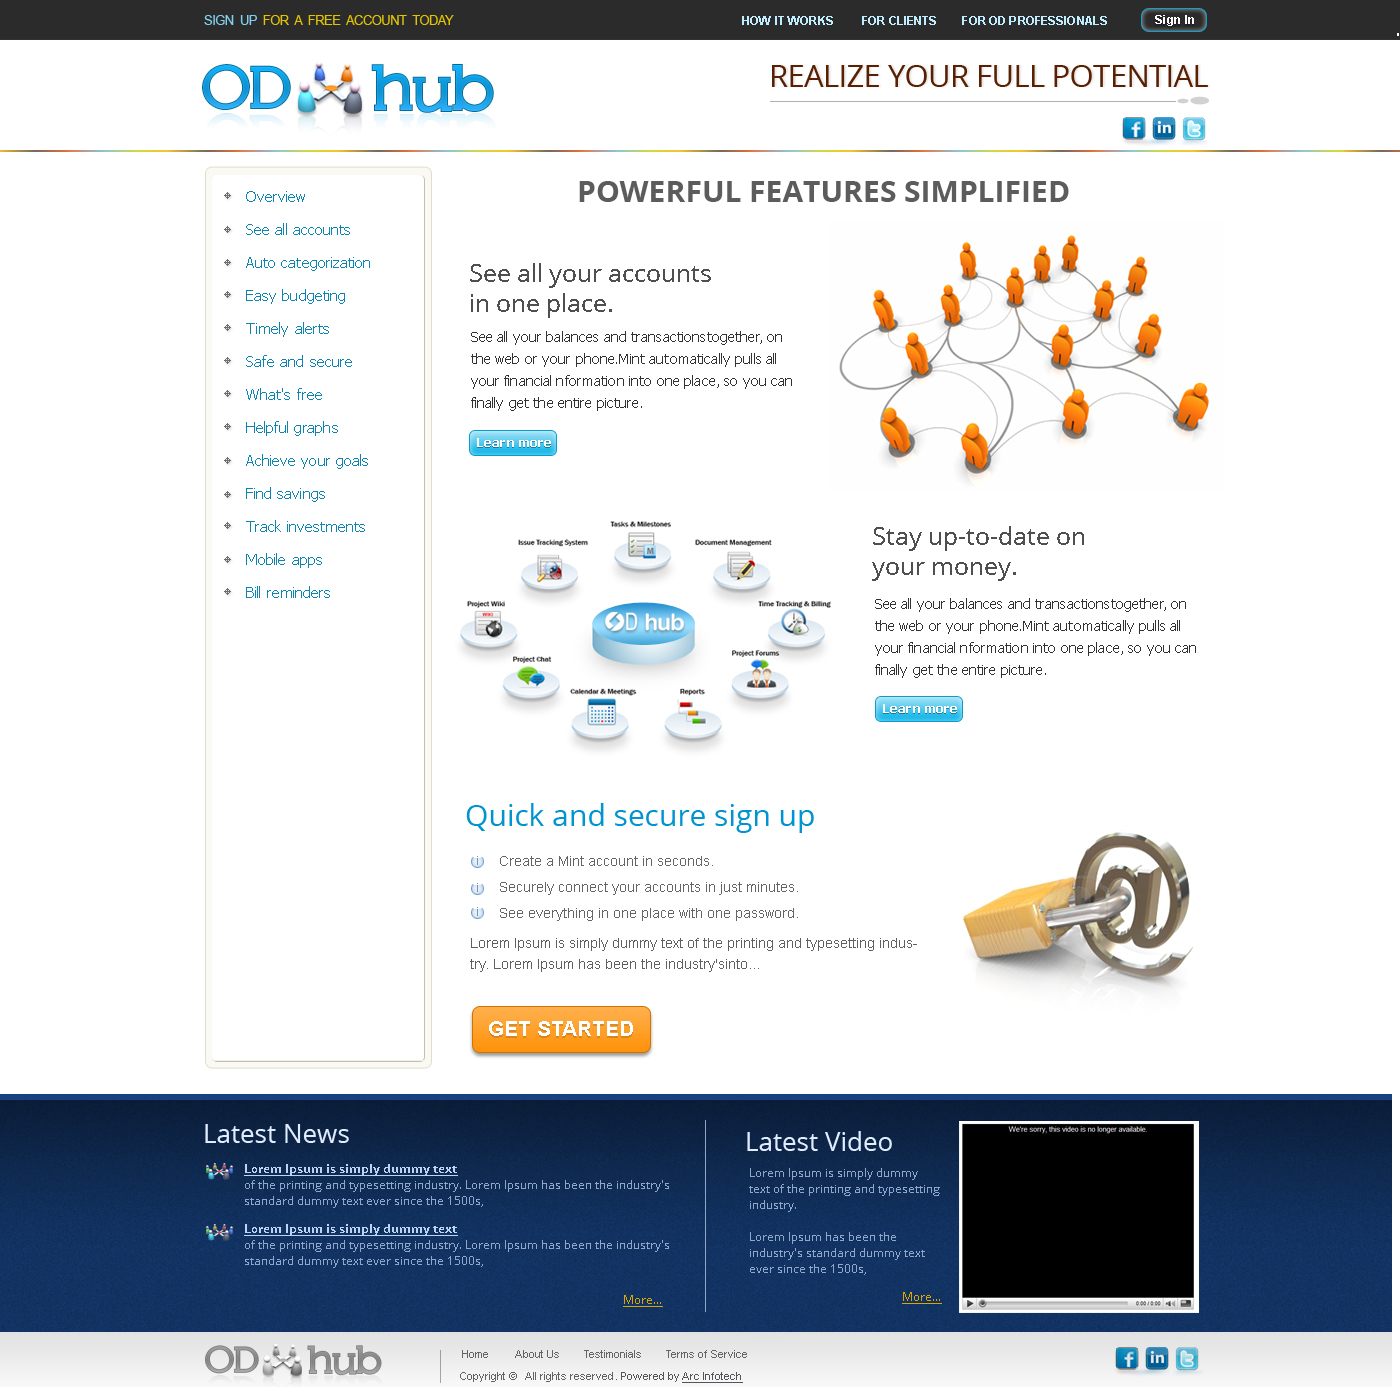 SIGN UP FOR A FREE ACCOUNT TODAY
HOW IT WORKS FOR CLIENTS FOR OD PROFESSIONALS Sign In
OD hub
REALIZE YOUR FULL POTENTIAL
f in t
Overview
See all accounts
Auto categorization
Easy budgeting
Timely alerts
Safe and secure
What's free
Helpful graphs
Achieve your goals
Find savings
Track investments
Mobile apps
Bill reminders
POWERFUL FEATURES SIMPLIFIED
See all your accounts
in one place.
See all your balances and transactionstogether, on
the web or your phone.Mint automatically pulls all
your financial nformation into one place, so you can
finally get the entire picture.
Learn more
Tasks & Milestones
Issue Tracking System
Document Management
Project Wiki
Time Tracking & Billing
OD hub
Project Chat
Project Forums
Calendar & Meetings
Reports
Stay up-to-date on
your money.
See all your balances and transactionstogether, on
the web or your phone.Mint automatically pulls all
your financial nformation into one place, so you can
finally get the entire picture.
Learn more
Quick and secure sign up
Create a Mint account in seconds.
Securely connect your accounts in just minutes.
See everything in one place with one password.
Lorem Ipsum is simply dummy text of the printing and typesetting indus-
try. Lorem Ipsum has been the industry'sinto...
@
GET STARTED
Latest News
Lorem Ipsum is simply dummy text
of the printing and typesetting industry. Lorem Ipsum has been the industry's
standard dummy text ever since the 1500s,
Lorem Ipsum is simply dummy text
of the printing and typesetting industry. Lorem Ipsum has been the industry's
standard dummy text ever since the 1500s,
More...
Latest Video
Lorem Ipsum is simply dummy
text of the printing and typesetting
industry.
Lorem Ipsum has been the
industry's standard dummy text
ever since the 1500s,
More...
We're sorry, this video is no longer available.
0:00 / 0:00
OD hub
Home About Us Testimonials Terms of Service
Copyright © All rights reserved. Powered by Arc Infotech
f in t